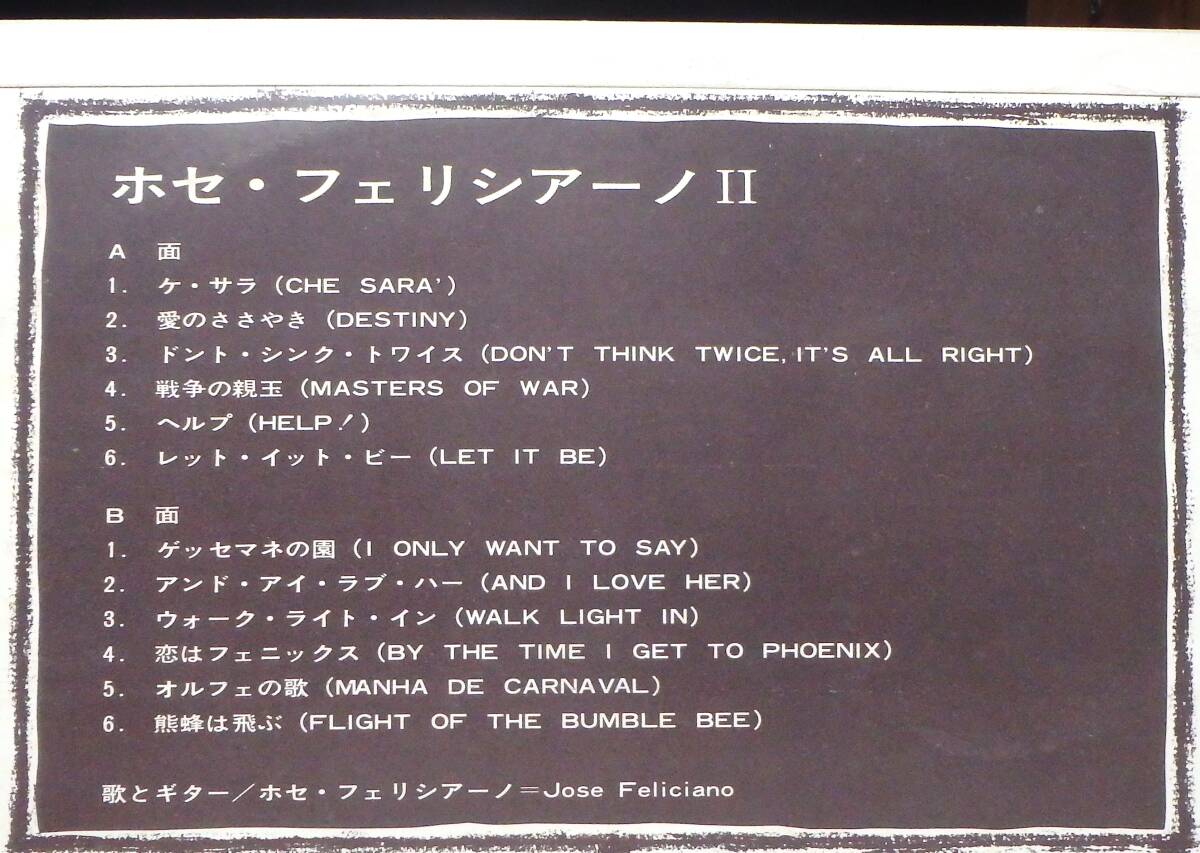 ホセ・フェリシアーノ II
A 面
1. ケ・サラ (CHE SARA')
2. 愛のささやき (DESTINY)
3. ドント・シンク・トワイス (DON'T THINK TWICE, IT'S ALL RIGHT)
4. 戦争の親玉 (MASTERS OF WAR)
5. ヘルプ (HELP!)
6. レット・イット・ビー (LET IT BE)
B 面
1. ゲッセマネの園 (I ONLY WANT TO SAY)
2. アンド・アイ・ラブ・ハー (AND I LOVE HER)
3. ウォーク・ライト・イン (WALK LIGHT IN)
4. 恋はフェニックス (BY THE TIME I GET TO PHOENIX)
5. オルフェの歌 (MANHA DE CARNAVAL)
6. 熊蜂は飛ぶ (FLIGHT OF THE BUMBLE BEE)
歌とギター/ホセ・フェリシアーノ=Jose Feliciano